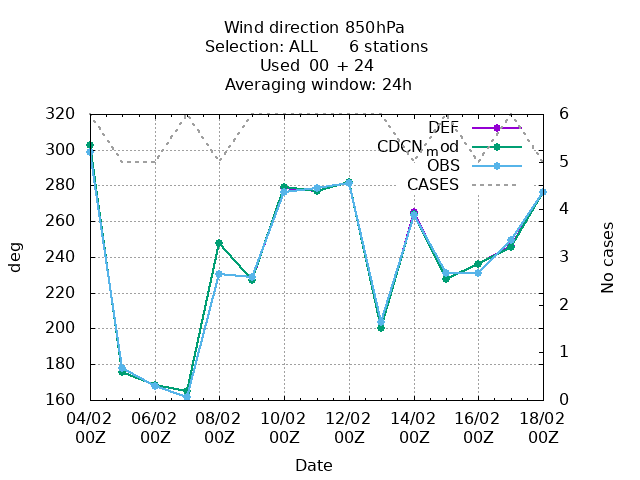 Wind direction 850hPa
Selection: ALL      6 stations
Used  00  + 24
Averaging window: 24h
DEF
CDCNmod
OBS
CASES
320
300
280
260
240
220
200
180
160
deg
6
5
4
3
2
1
0
No cases
04/02 06/02 08/02 10/02 12/02 14/02 16/02 18/02
00Z 00Z 00Z 00Z 00Z 00Z 00Z 00Z
Date